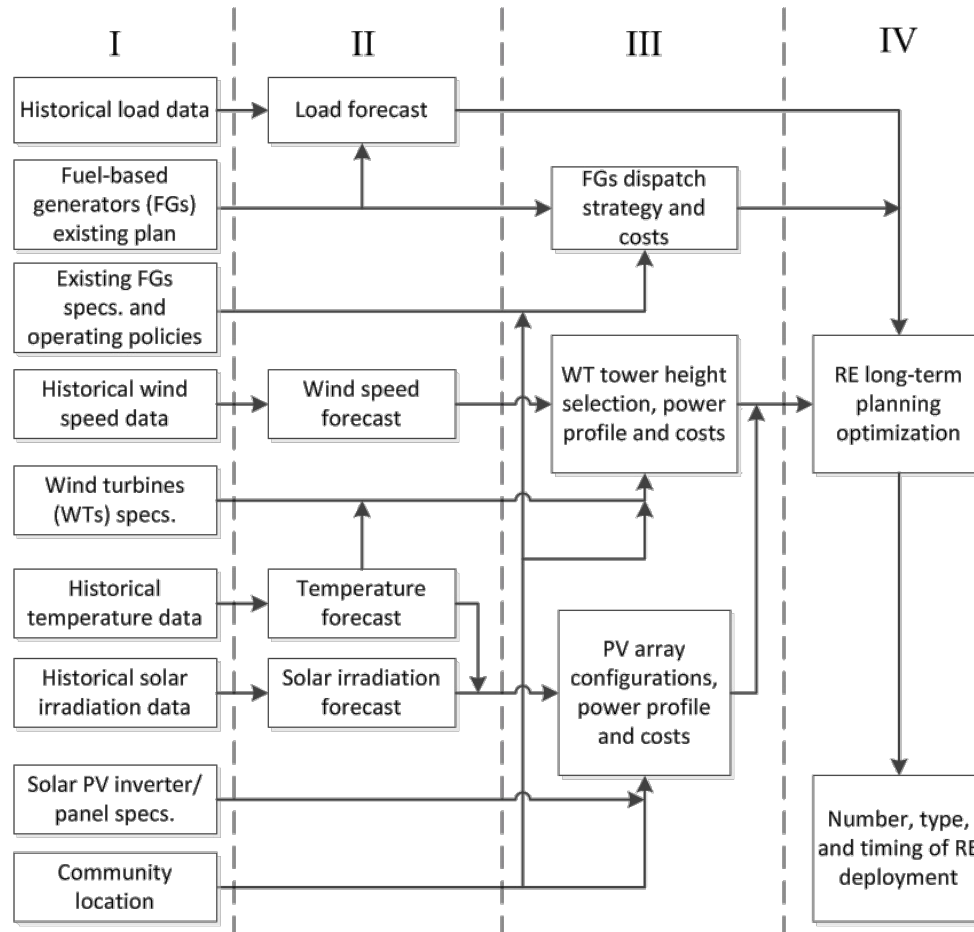 I
II
III
IV
Historical load data
Load forecast
Fuel-based
generators (FGs)
existing plan
FGs dispatch
strategy and
costs
Existing FGs
specs. and
operating policies
Historical wind
speed data
Wind speed
forecast
WT tower height
selection, power
profile and costs
RE long-term
planning
optimization
Wind turbines
(WTs) specs.
Historical
temperature data
Temperature
forecast
Historical solar
irradiation data
Solar irradiation
forecast
PV array
configurations,
power profile
and costs
Solar PV inverter/
panel specs.
Community
location
Number, type,
and timing of RE
deployment